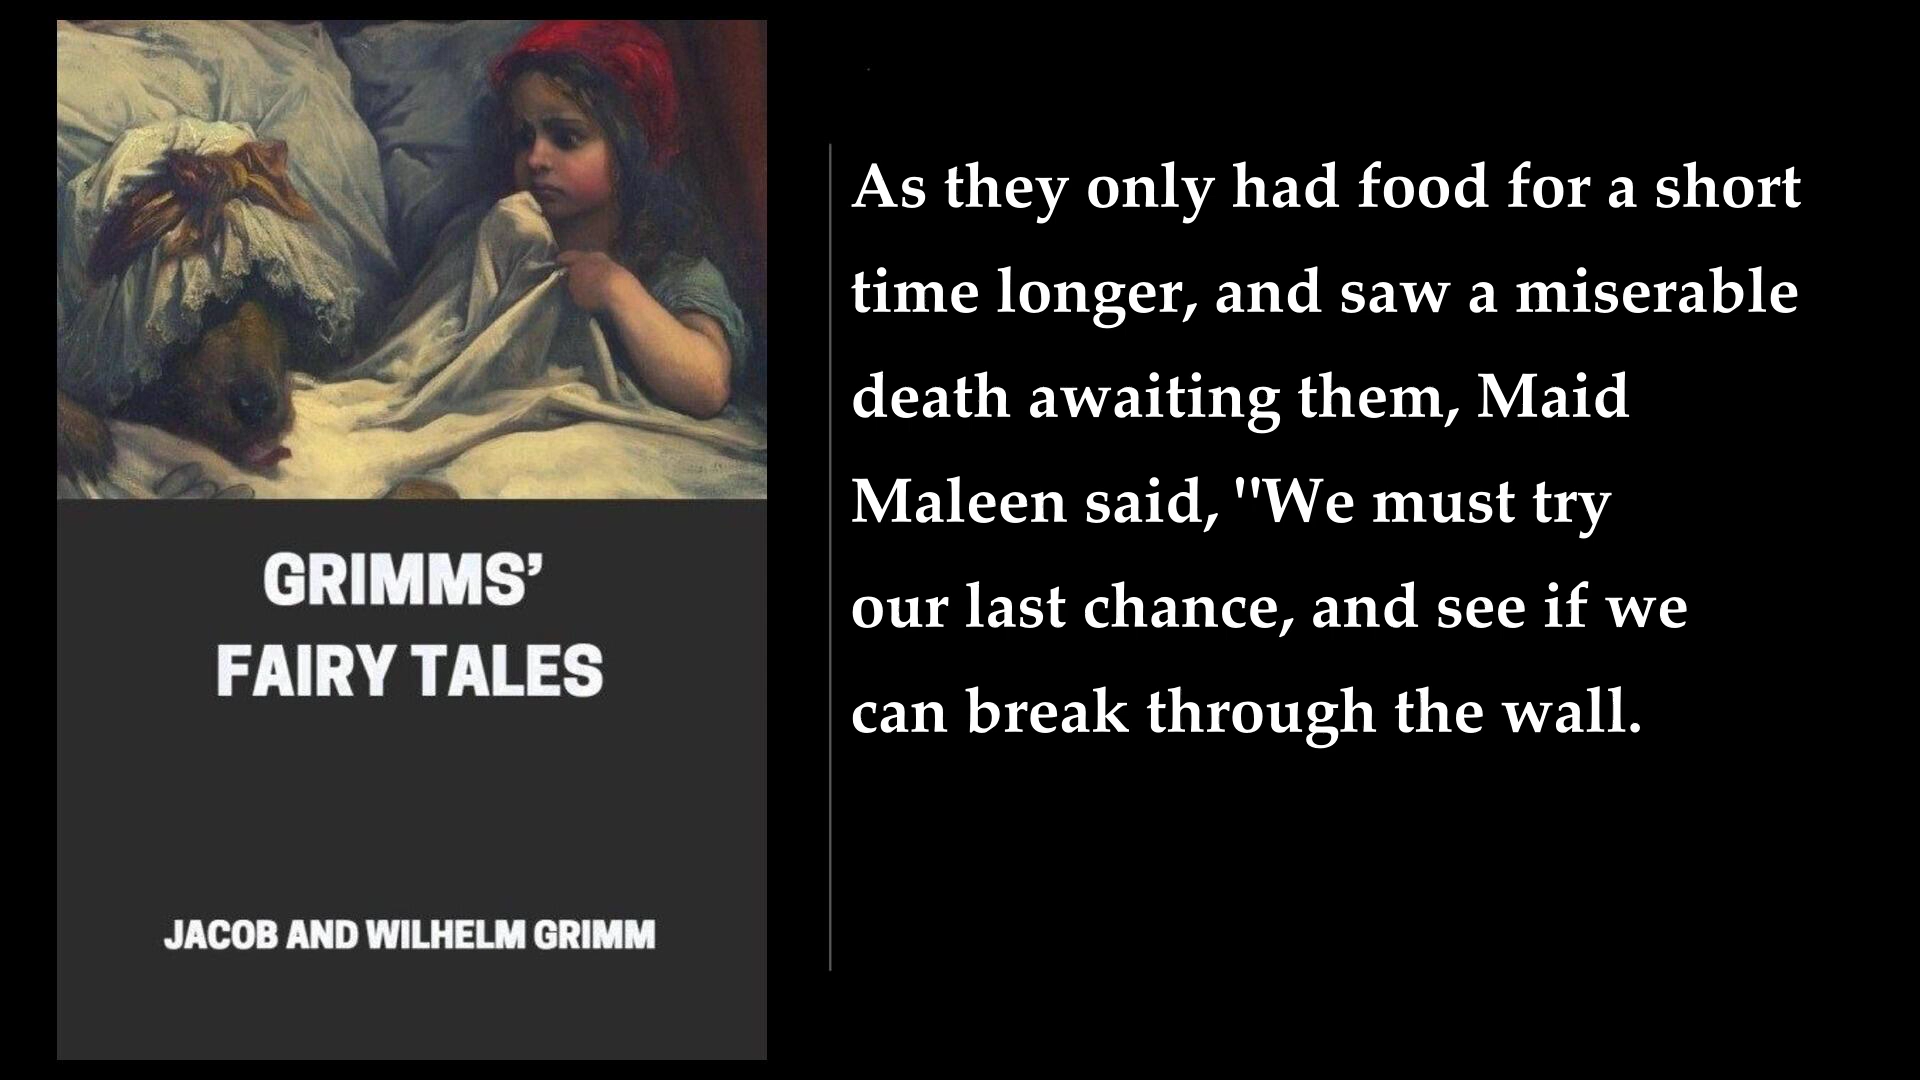 GRIMMS’
FAIRY TALES
JACOB AND WILHELM GRIMM
As they only had food for a short
time longer, and saw a miserable
death awaiting them, Maid
Maleen said, "We must try
our last chance, and see if we
can break through the wall.